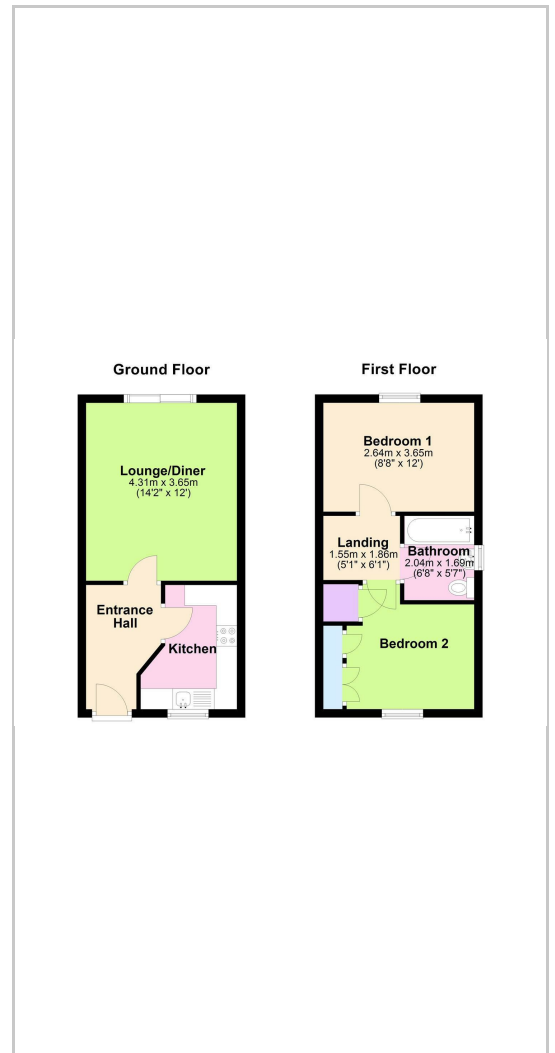 Ground Floor
Lounge/Diner
4.31m x 3.65m
(14'2" x 12')
Entrance
Hall
Kitchen
First Floor
Bedroom 1
2.64m x 3.65m
(8'8" x 12')
Landing
1.55m x 1.86m
(5'1" x 6'1")
Bathroom
2.04m x 1.69m
(6'8" x 5'7")
Bedroom 2